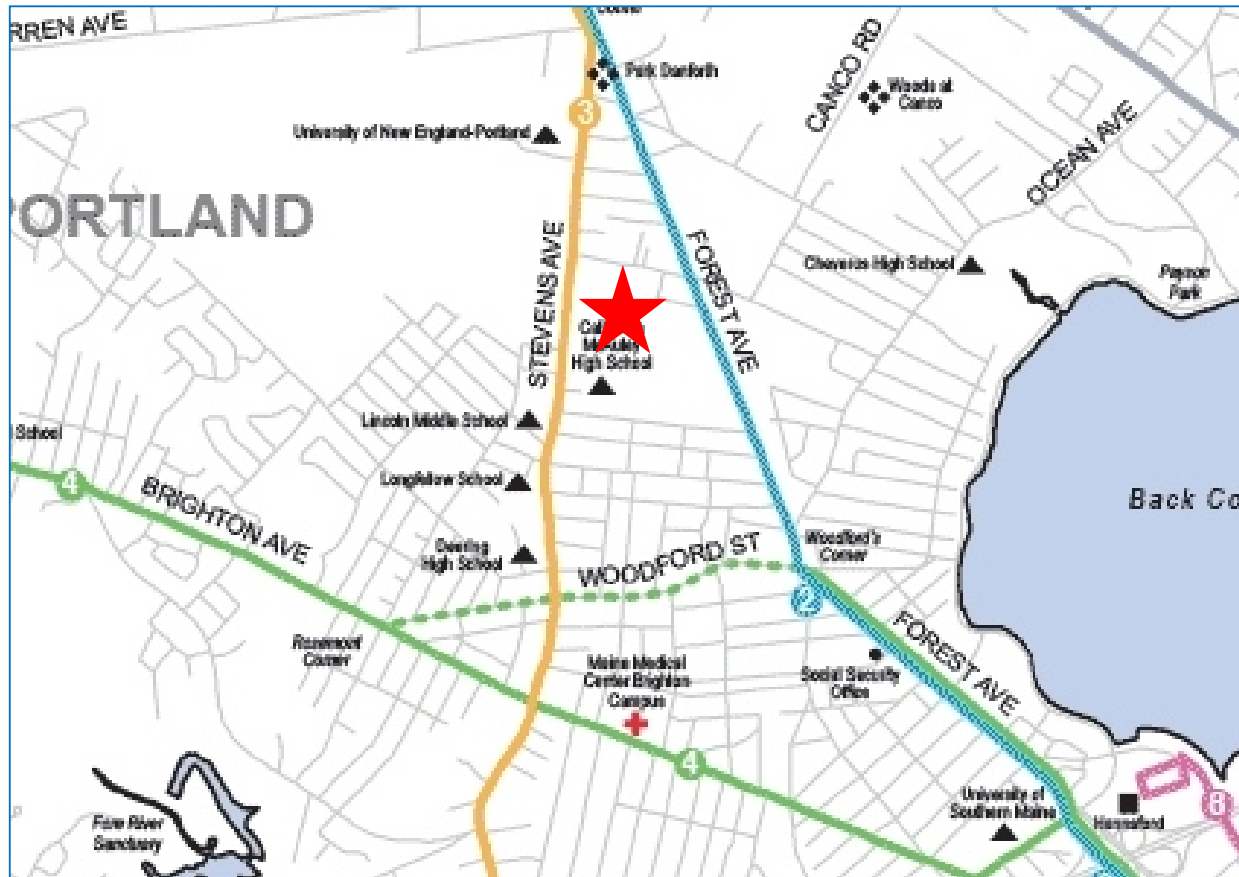 RREN AVE
Park Danforth
3
CANCO RD
Woods at
Canco
University of New England-Portland
OCEAN AVE
PORTLAND
STEVENS AVE
FOREST AVE
Cheverus High School
Payson
Park
High School
Lincoln Middle School
l School
4
BRIGHTON AVE
Longfellow School
Back Co
Deering
High School
WOODFORD ST
Woodford's
Corner
2
Rosemont
Corner
FOREST AVE
Maine Medical
Center Brighton
Campus
Social Security
Office
4
University of
Southern Maine
Hannaford
8
Fore River
Sanctuary